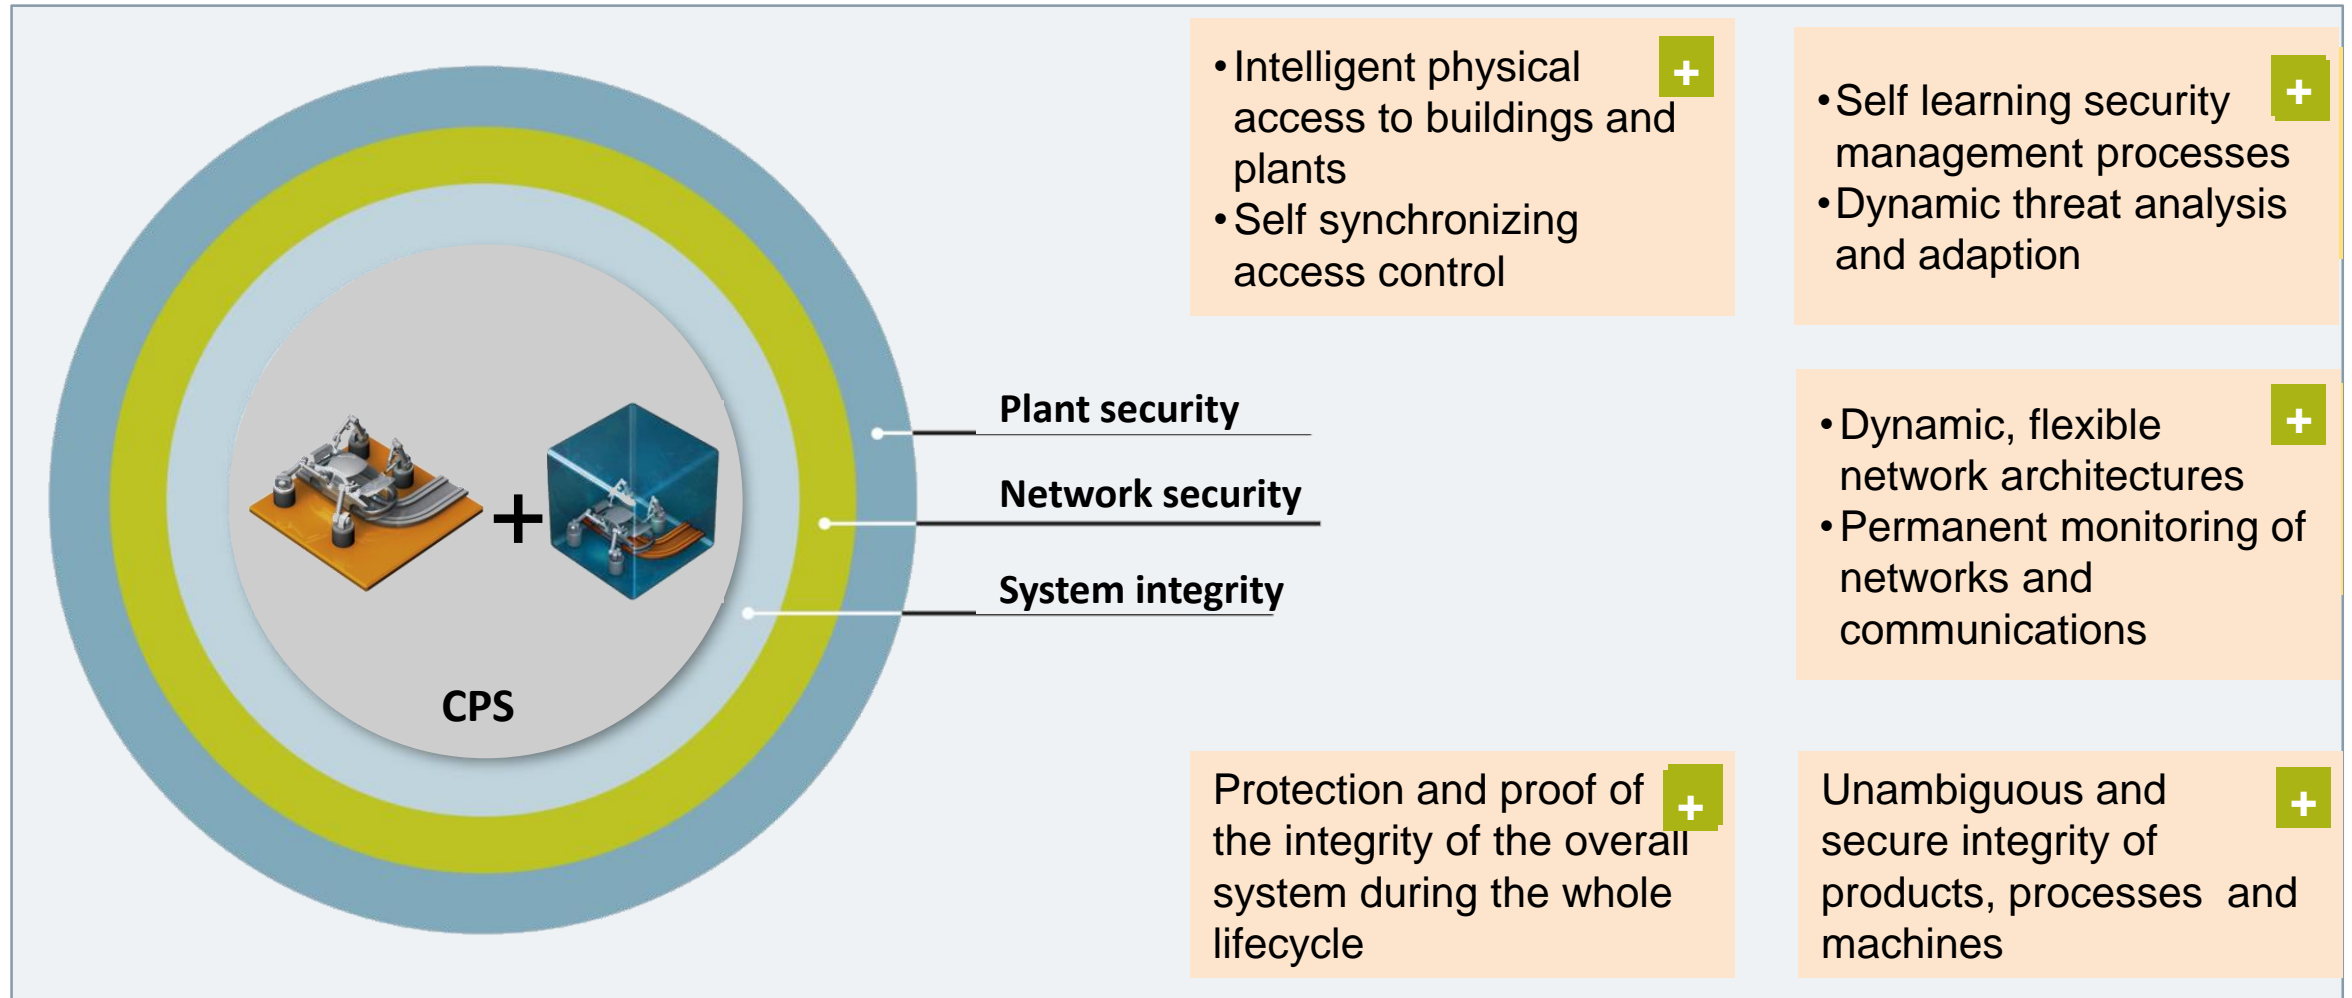 • Intelligent physical
access to buildings and
plants
• Self synchronizing
access control
+
• Self learning security
management processes
• Dynamic threat analysis
and adaption
+
Plant security
Network security
System integrity
+
CPS
• Dynamic, flexible
network architectures
• Permanent monitoring of
networks and
communications
+
Protection and proof of
the integrity of the overall
system during the whole
lifecycle
+
Unambiguous and
secure integrity of
products, processes and
machines
+